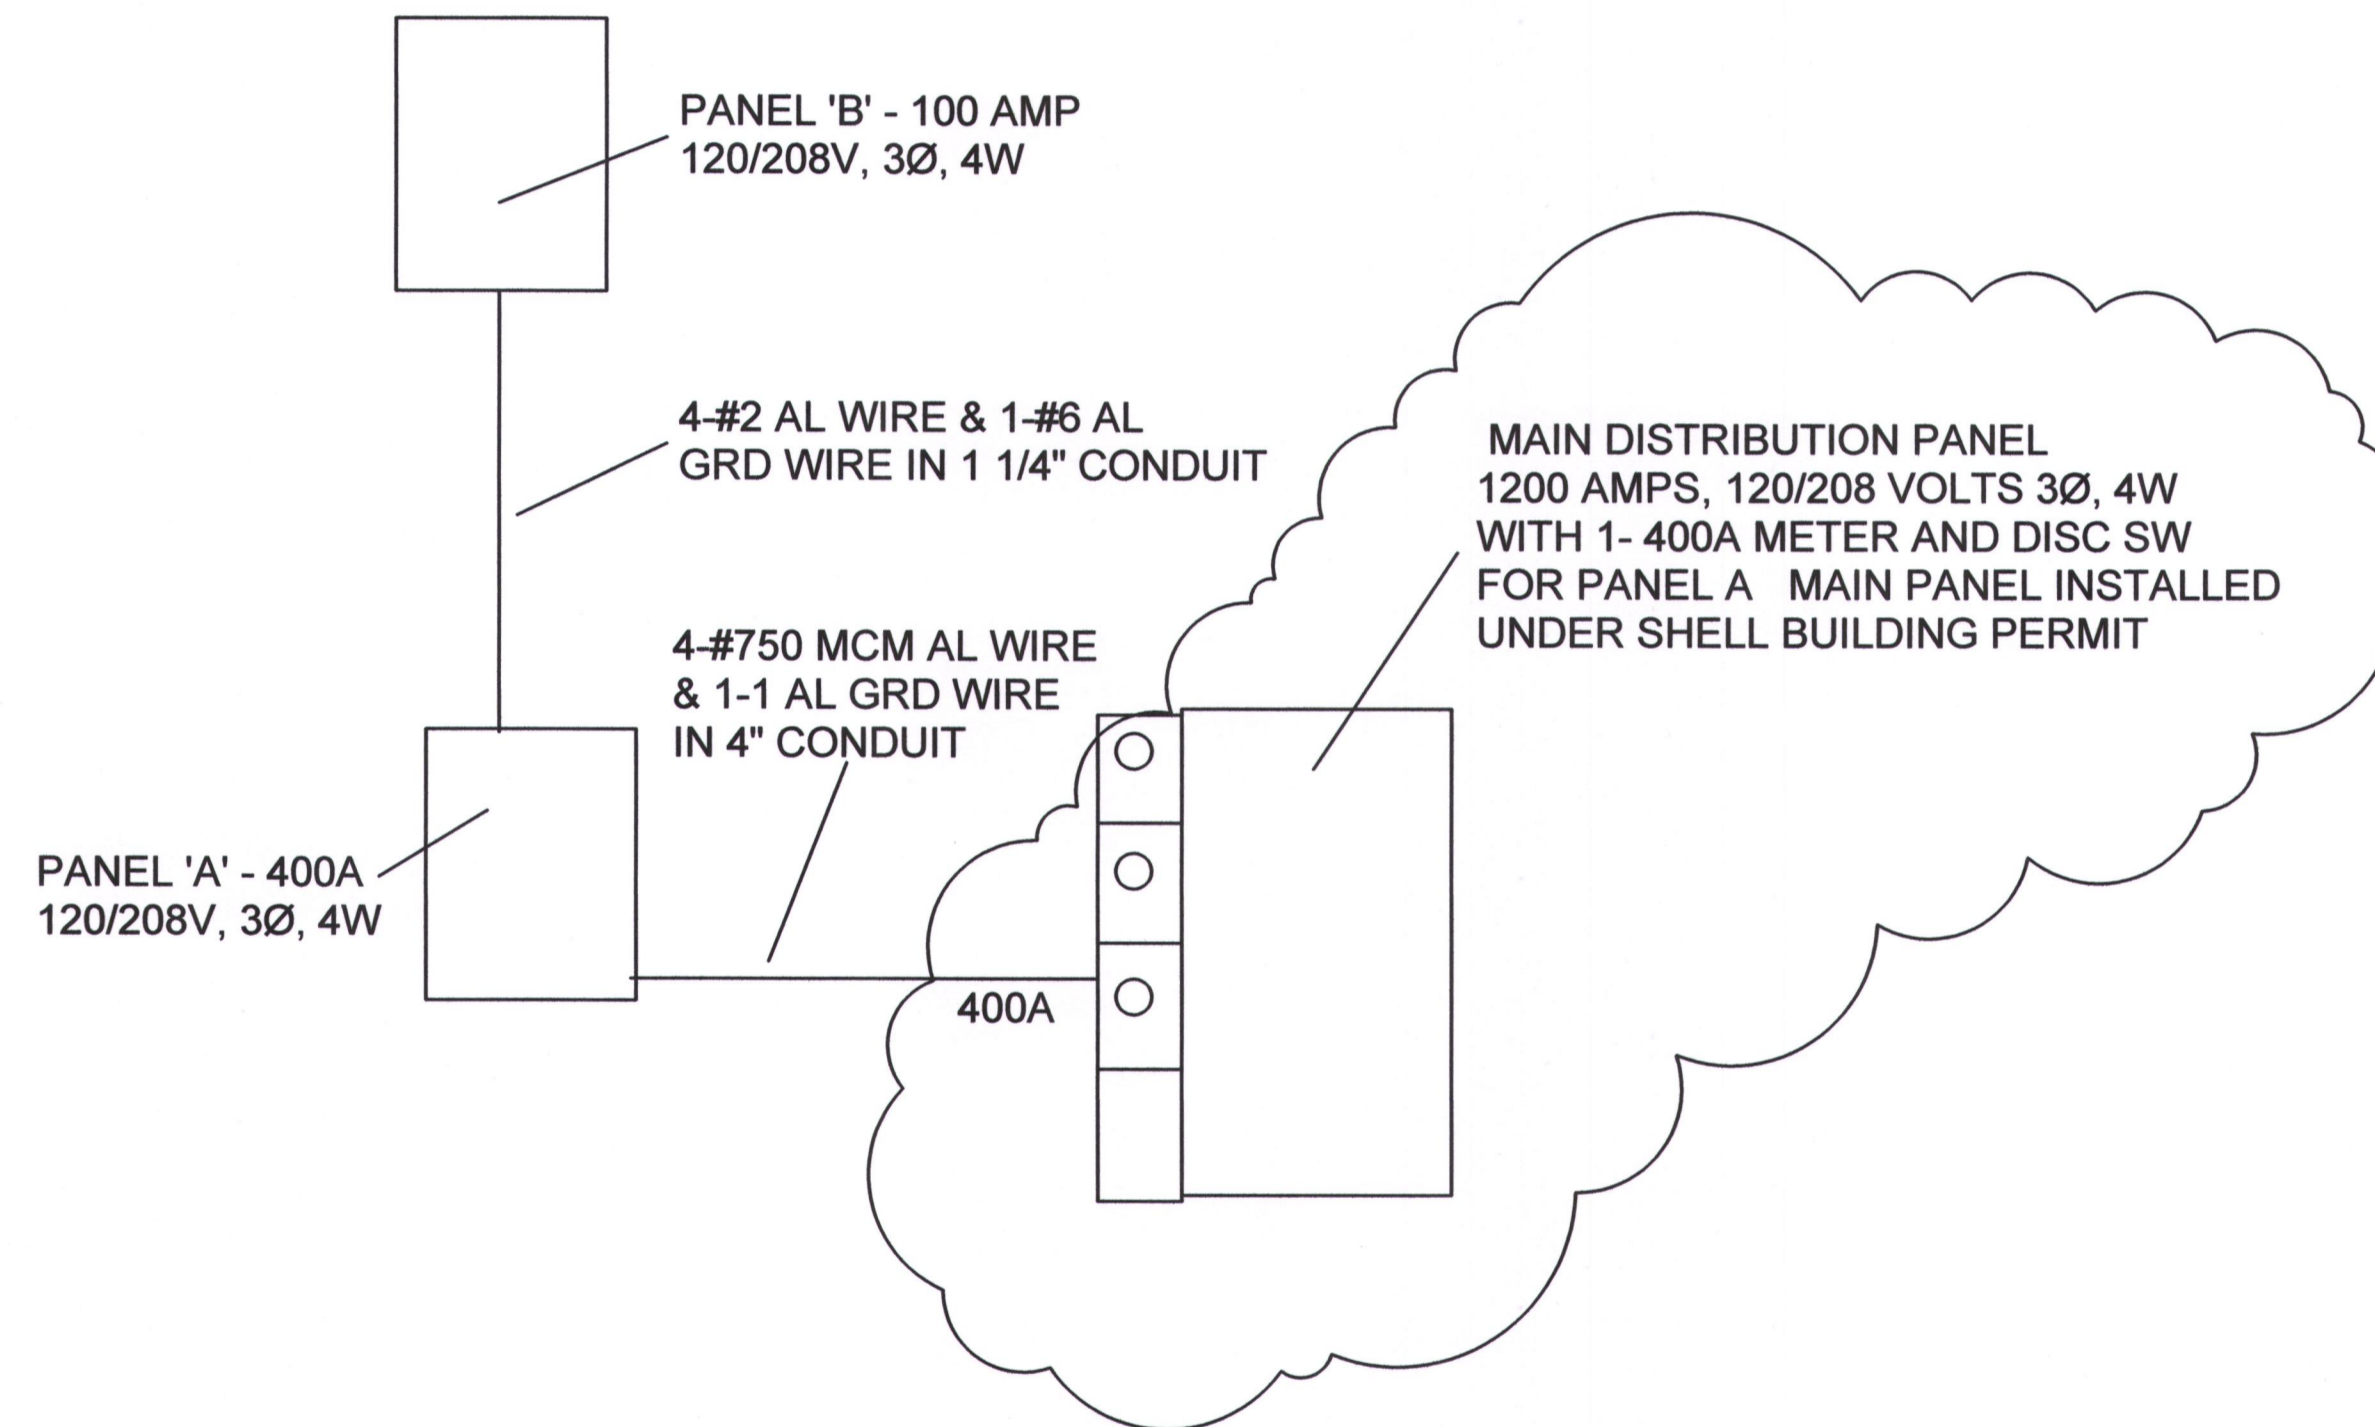 PANEL 'B' - 100 AMP
120/208V, 3Ø, 4W
4-#2 AL WIRE & 1-#6 AL
GRD WIRE IN 1 1/4" CONDUIT
MAIN DISTRIBUTION PANEL
1200 AMPS, 120/208 VOLTS 3Ø, 4W
WITH 1- 400A METER AND DISC SW
FOR PANEL A MAIN PANEL INSTALLED
UNDER SHELL BUILDING PERMIT
4-#750 MCM AL WIRE
& 1-1 AL GRD WIRE
IN 4" CONDUIT
PANEL 'A' - 400A
120/208V, 3Ø, 4W
400A